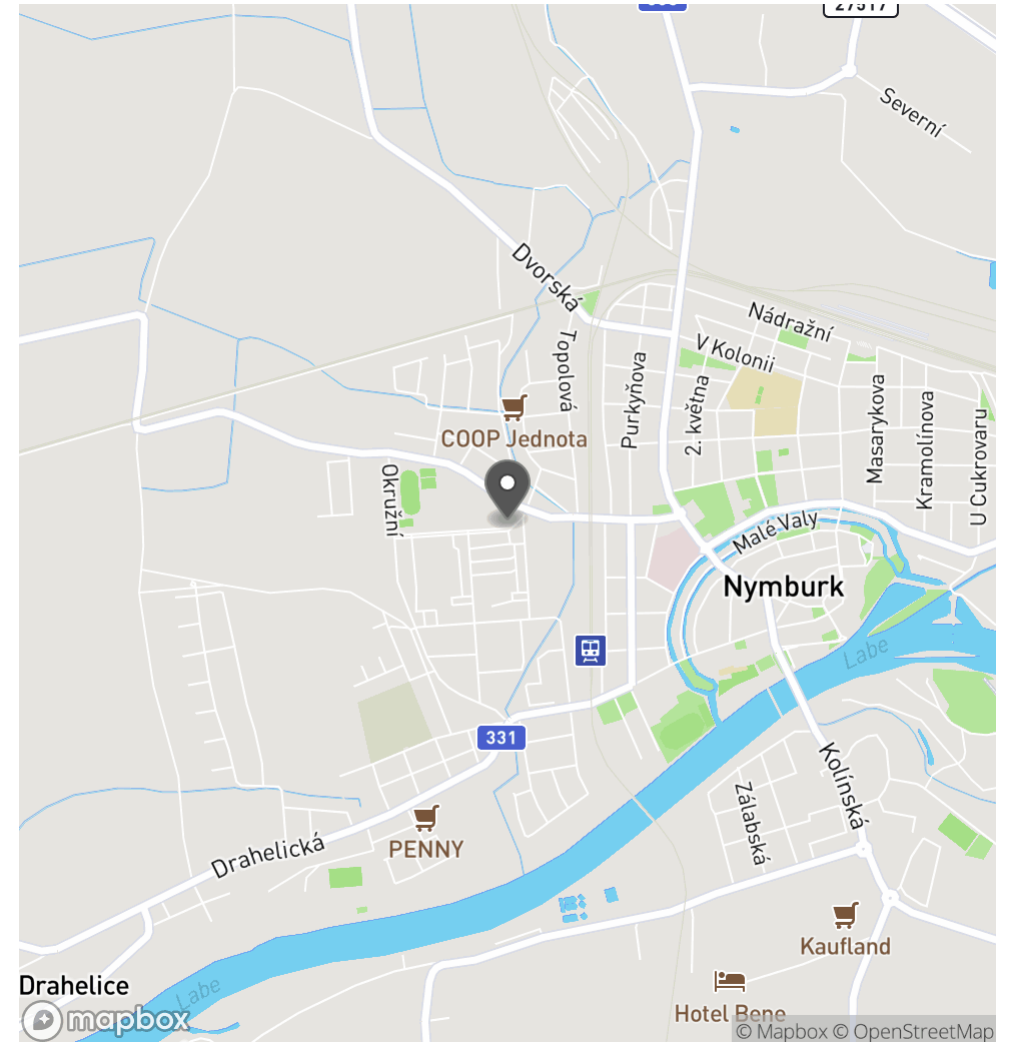 27517
Severní
Dvorská
Nádražní
V Kolonii
Topolová
Purkyňova
2. května
Masarykova
Kramolínova
U Cukrovaru
COOP Jednota
Okružní
Malé Valy
Nymburk
Labe
331
Kolínská
Zálabská
PENNY
Drahelická
Kaufland
Drahelice
Labe
Hotel Bene
mapbox
© Mapbox © OpenStreetMap